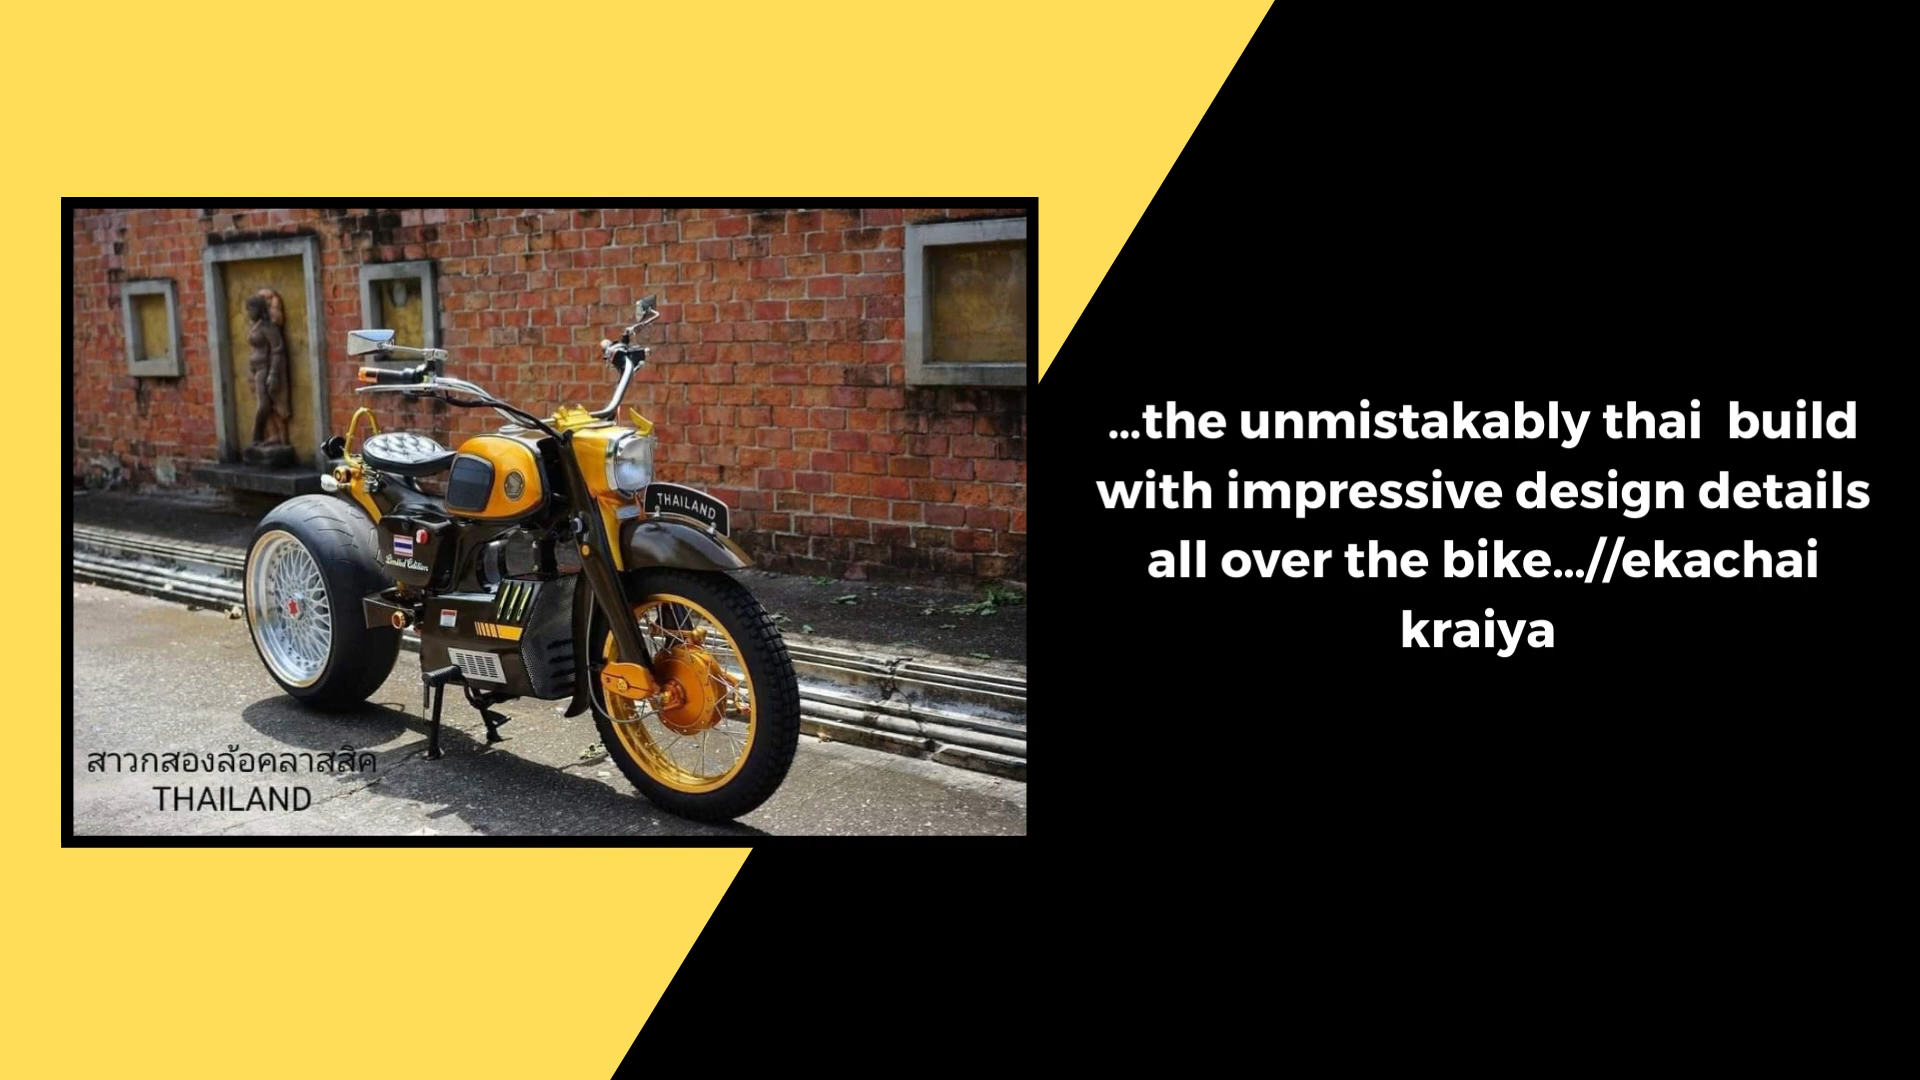 THAILAND
Limited Edition
สาวกสองล้อคลาสสิค
THAILAND
...the unmistakably thai build
with impressive design details
all over the bike...//ekachai
kraiya